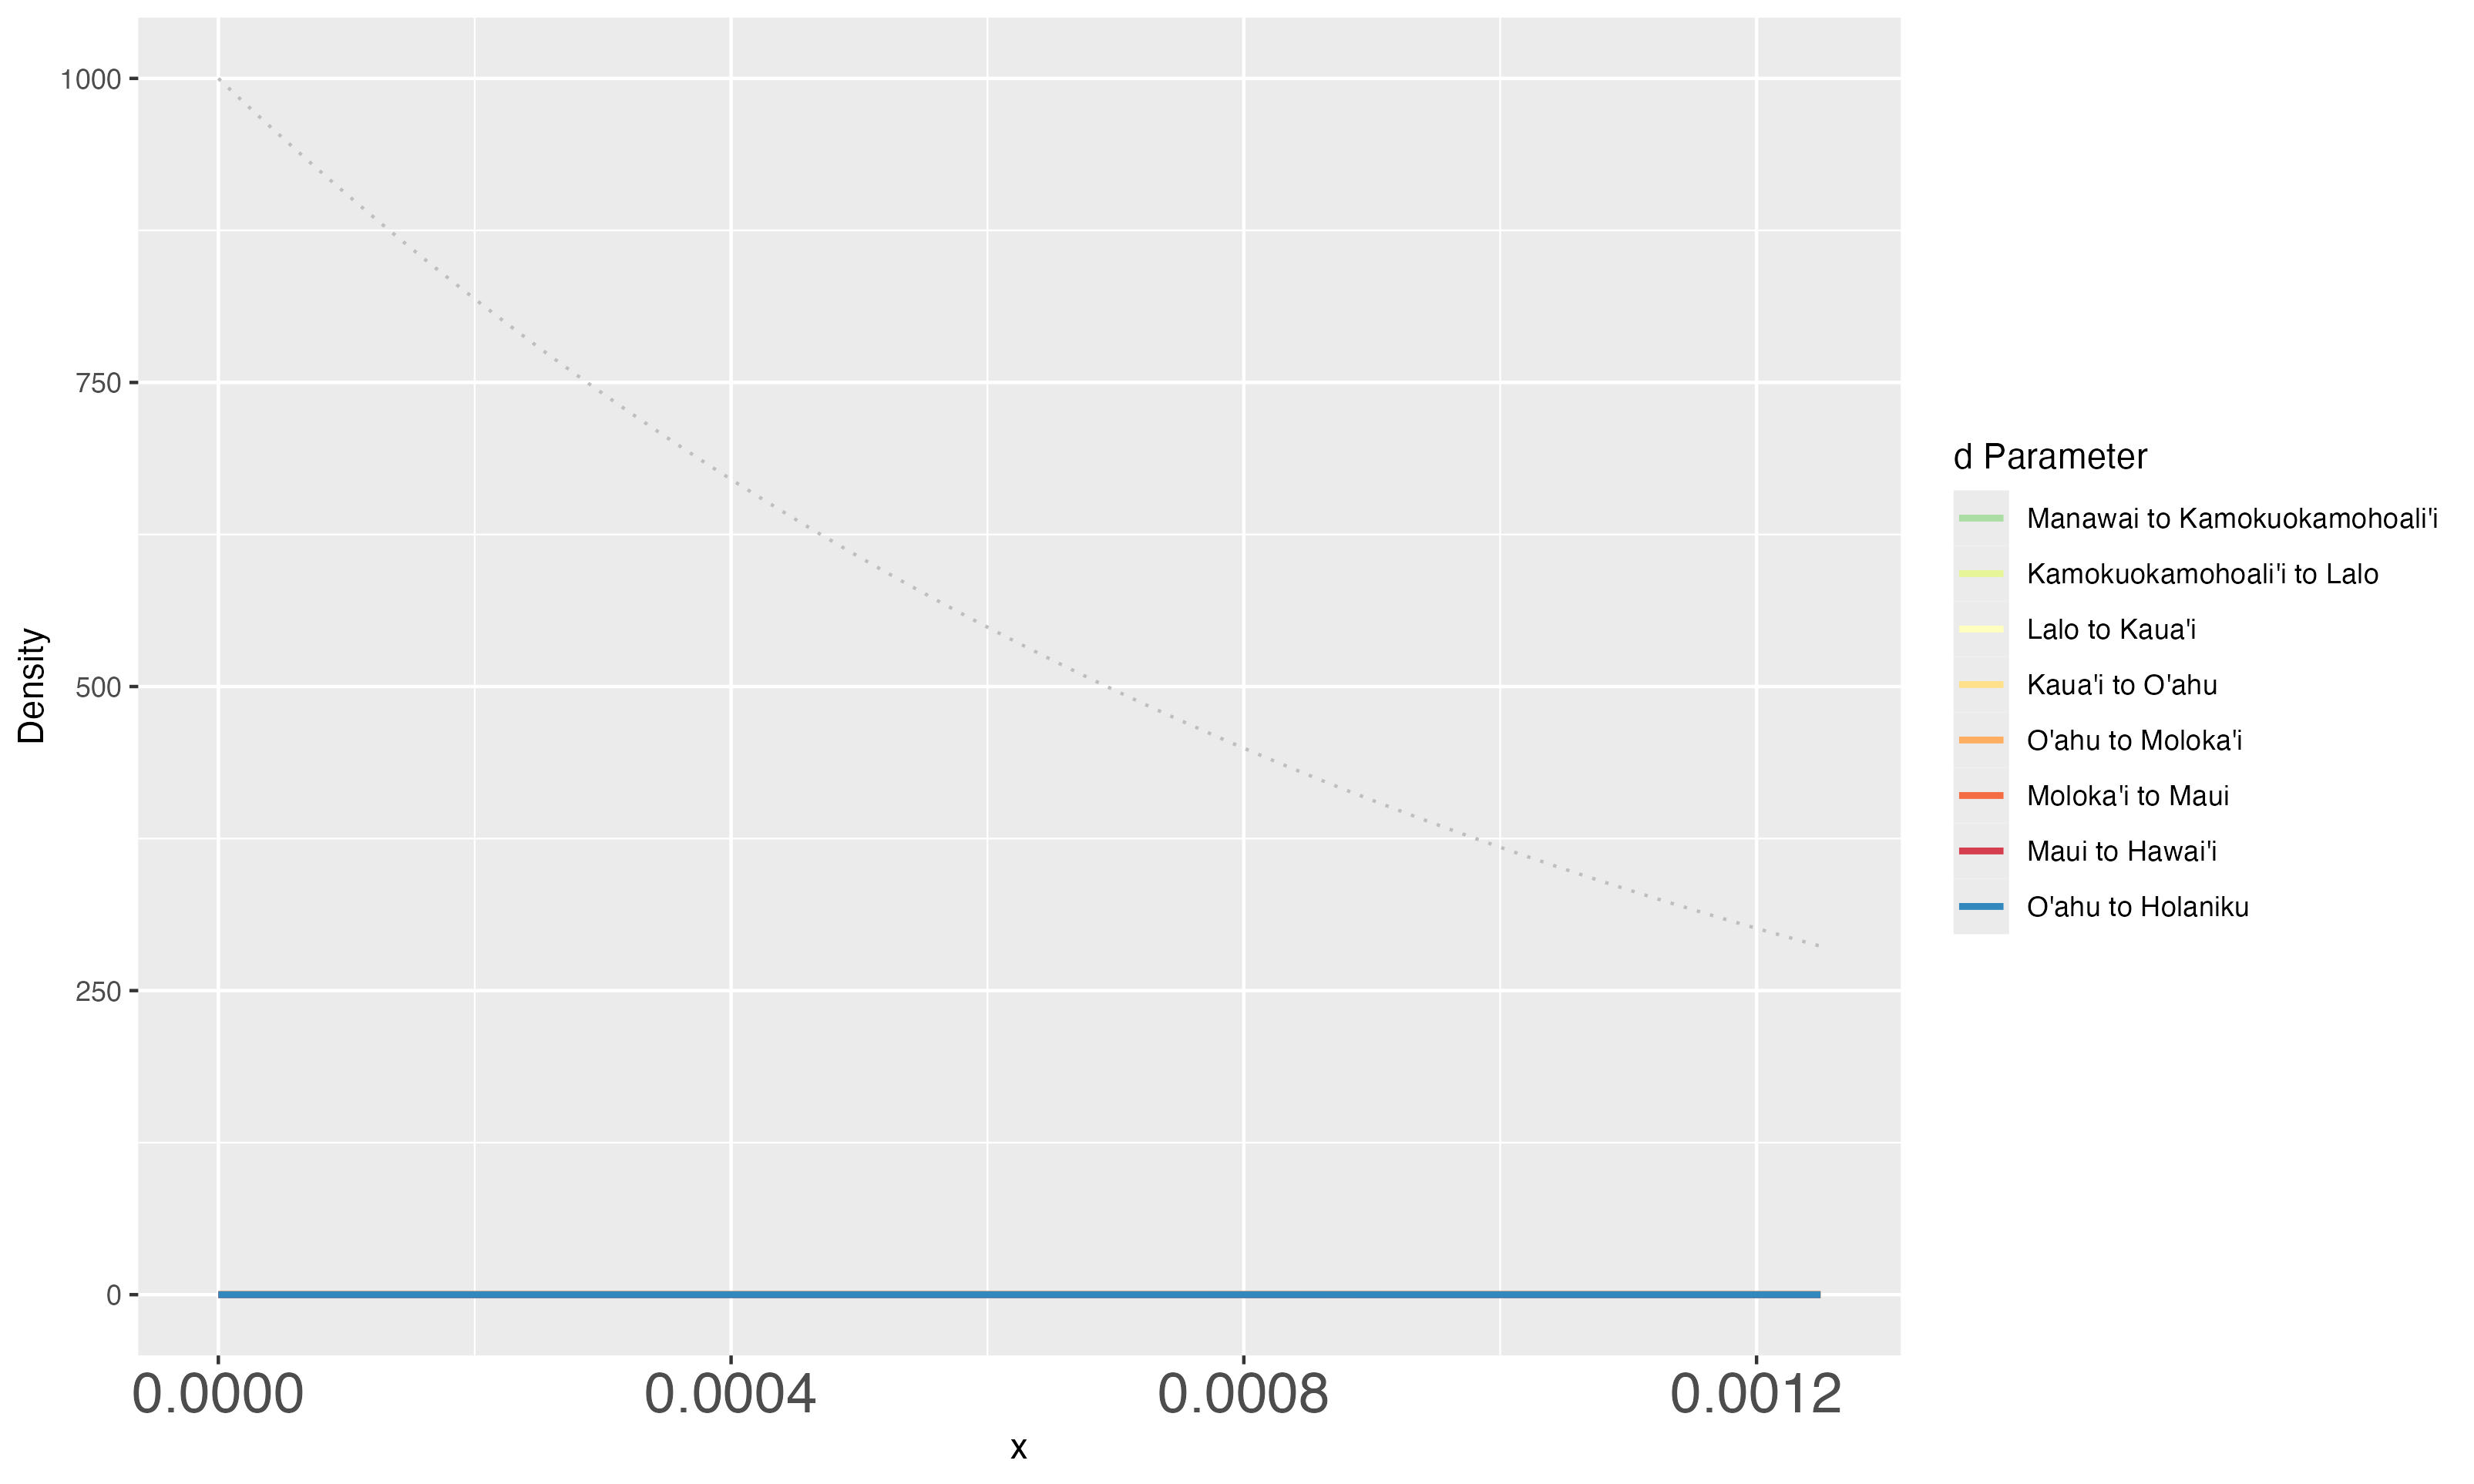 1000
750
500
250
0
Density
0.0000
0.0004
0.0008
0.0012
x
d Parameter
Manawai to Kamokuokamohoali'i
Kamokuokamohoali'i to Lalo
Lalo to Kaua'i
Kaua'i to O'ahu
O'ahu to Moloka'i
Moloka'i to Maui
Maui to Hawai'i
O'ahu to Holaniku